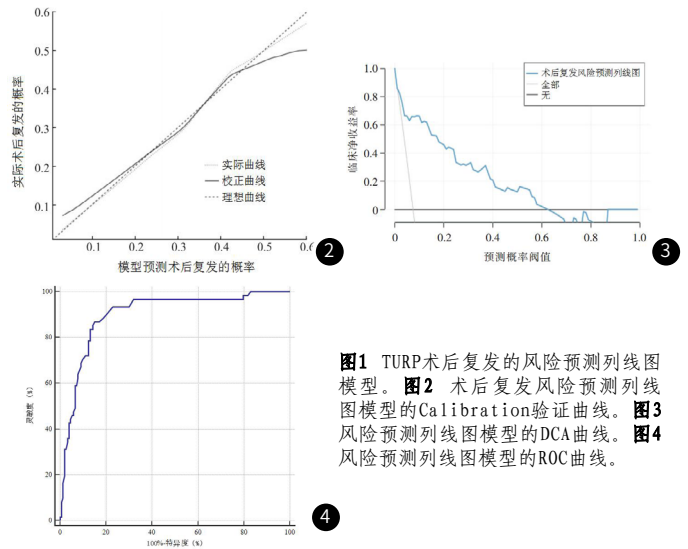 0.6
0.5
0.4
0.3
0.2
0.1
实际术后复发的概率
实际曲线
校正曲线
理想曲线
0.1 0.2 0.3 0.4 0.5 0.6
模型预测术后复发的概率
2
1.0
0.8
0.6
0.4
0.2
0
临床净收益率
术后复发风险预测列线图
全部
无
0 0.2 0.4 0.6 0.8 1.0
预测概率阀值
3
100
80
60
40
20
0
灵敏度 (%)
0 20 40 60 80 100
100%-特异度 (%)
4
图1 TURP术后复发的风险预测列线图
模型。图2 术后复发风险预测列线
图模型的Calibration验证曲线。图3
风险预测列线图模型的DCA曲线。图4
风险预测列线图模型的ROC曲线。